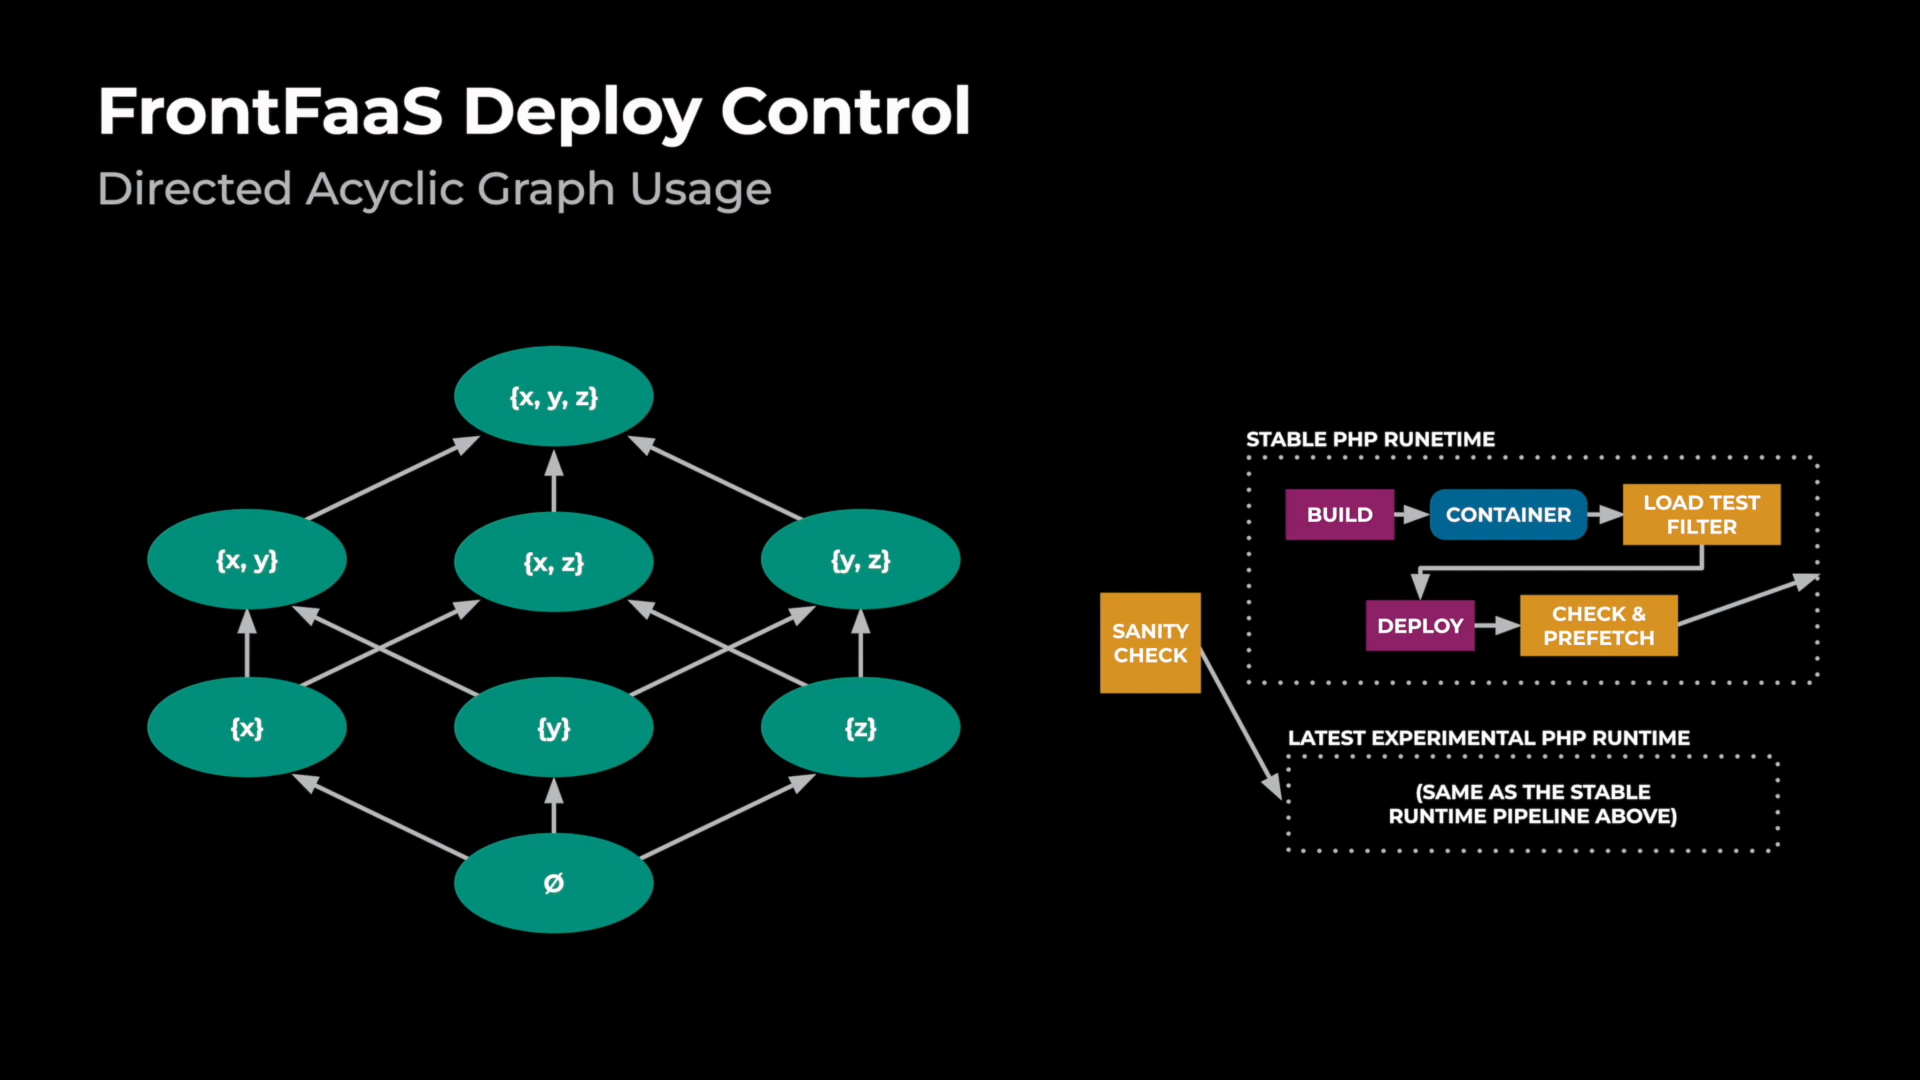 FrontFaaS Deploy Control
Directed Acyclic Graph Usage
{x, y, z}
{x, y}
{x, z}
{y, z}
{x}
{y}
{z}
Ø
SANITY
CHECK
STABLE PHP RUNETIME
BUILD
CONTAINER
LOAD TEST
FILTER
DEPLOY
CHECK &
PREFETCH
LATEST EXPERIMENTAL PHP RUNTIME
(SAME AS THE STABLE
RUNTIME PIPELINE ABOVE)